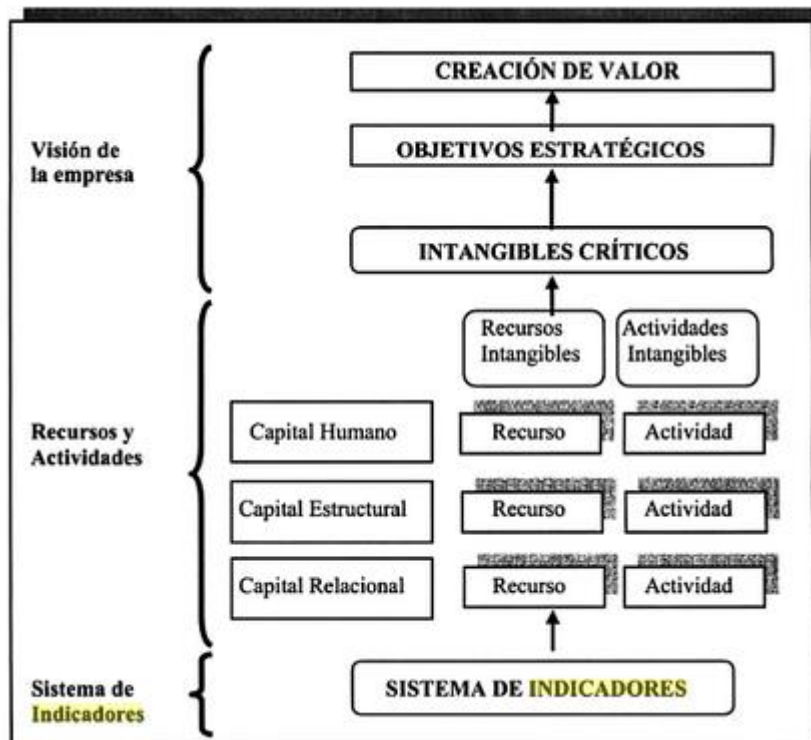 CREACIÓN DE VALOR
OBJETIVOS ESTRATÉGICOS
Visión de
la empresa
INTANGIBLES CRÍTICOS
Recursos
Intangibles
Actividades
Intangibles
Recursos y
Actividades
Capital Humano
Recurso
Actividad
Capital Estructural
Recurso
Actividad
Capital Relacional
Recurso
Actividad
Sistema de
Indicadores
SISTEMA DE INDICADORES